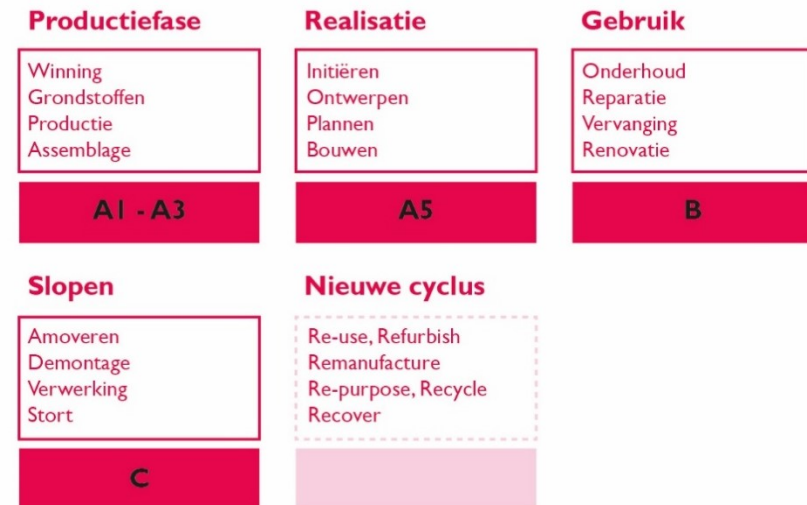 Productiefase
Winning
Grondstoffen
Productie
Assemblage
A1 - A3
Realisatie
Initiëren
Ontwerpen
Plannen
Bouwen
A5
Gebruik
Onderhoud
Reparatie
Vervanging
Renovatie
B
Slopen
Amoveren
Demontage
Verwerking
Stort
C
Nieuwe cyclus
Re-use, Refurbish
Remanufacture
Re-purpose, Recycle
Recover